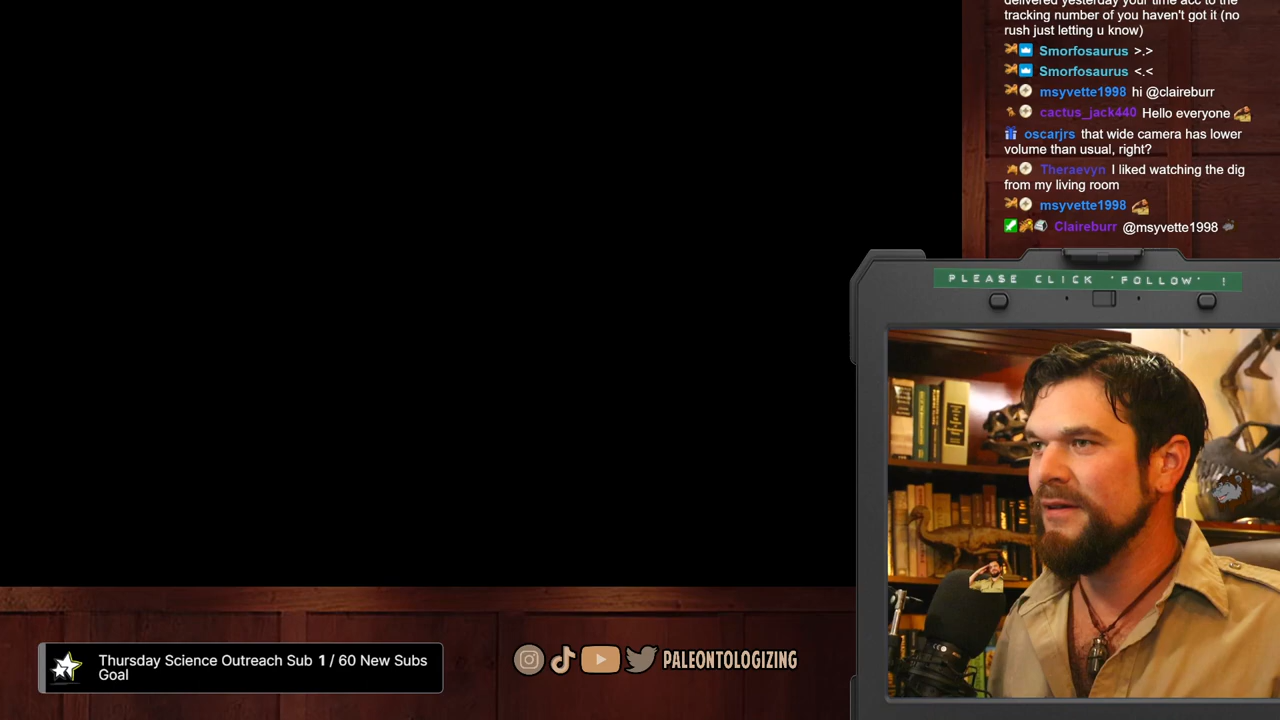 delivered yesterday your time acc to the
tracking number of you haven't got it (no
rush just letting u know)
Smorfosaurus >.>
Smorfosaurus <.<
msyvette1998 hi @claireburr
cactus_jack440 Hello everyone
oscarjrs that wide camera has lower
volume than usual, right?
Theraevyn I liked watching the dig
from my living room
msyvette1998
Claireburr @msyvette1998
PLEASE CLICK "FOLLOW" !
Thursday Science Outreach Sub 1 / 60 New Subs
Goal
PALEONTOLOGIZING